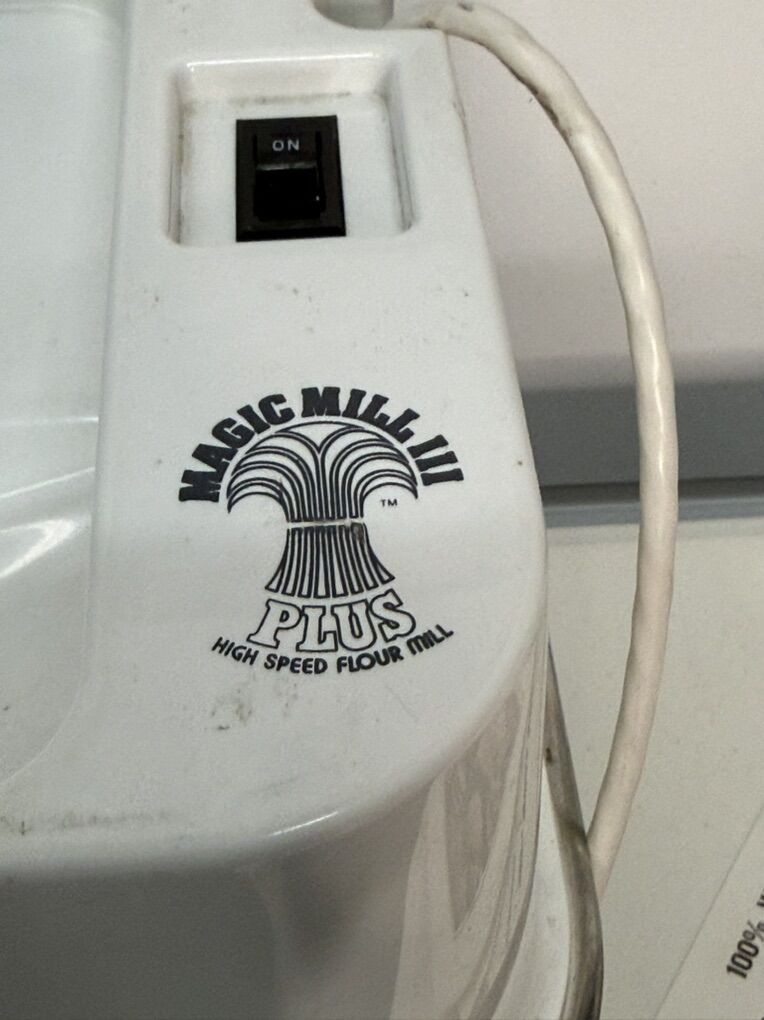 ON
MAGIC MILL III
TM
PLUS
HIGH SPEED FLOUR MILL
100%